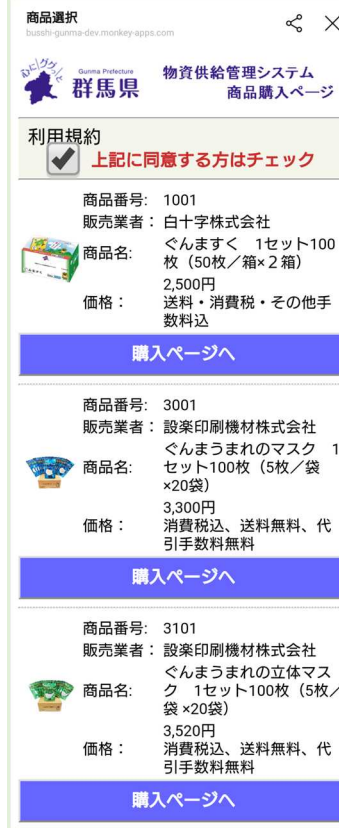 商品選択
busshi-gunma-dev.monkey-apps.com
心にググっと
Gunma Prefecture
群馬県
物資供給管理システム
商品購入ページ
利用規約
上記に同意する方はチェック
商品番号: 1001
販売業者: 白十字株式会社
商品名: ぐんますく 1セット100
枚(50枚/箱×2箱)
2,500円
価格: 送料・消費税・その他手
数料込
購入ページへ
商品番号: 3001
販売業者: 設楽印刷機材株式会社
ぐんまうまれのマスク 1
商品名: セット100枚(5枚/袋
×20袋)
3,300円
価格: 消費税込、送料無料、代
引手数料無料
購入ページへ
商品番号: 3101
販売業者: 設楽印刷機材株式会社
ぐんまうまれの立体マス
商品名: ク 1セット100枚(5枚/
袋 ×20袋)
3,520円
価格: 消費税込、送料無料、代
引手数料無料
購入ページへ